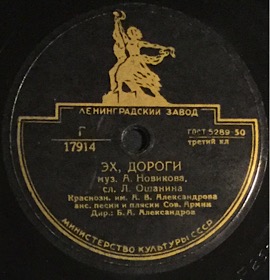 ЛЕНИНГРАДСКИЙ ЗАВОД
Г
17914
ГОСТ 5289-50
третий кл
ЭХ, ДОРОГИ
муз. А. Новикова,
сл. Л. Ошанина
Краснозн. им. А. В. Александрова
анс. песни и пляски Сов. Армии
Дир.: Б. А. Александров
МИНИСТЕРСТВО КУЛЬТУРЫ СССР